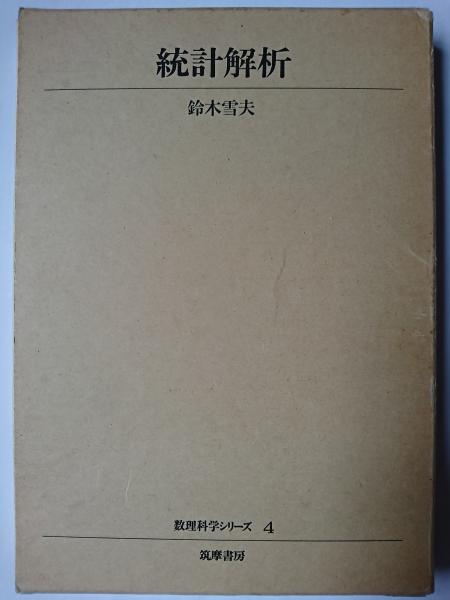 統計解析
鈴木雪夫
数理科学シリーズ 4
筑摩書房